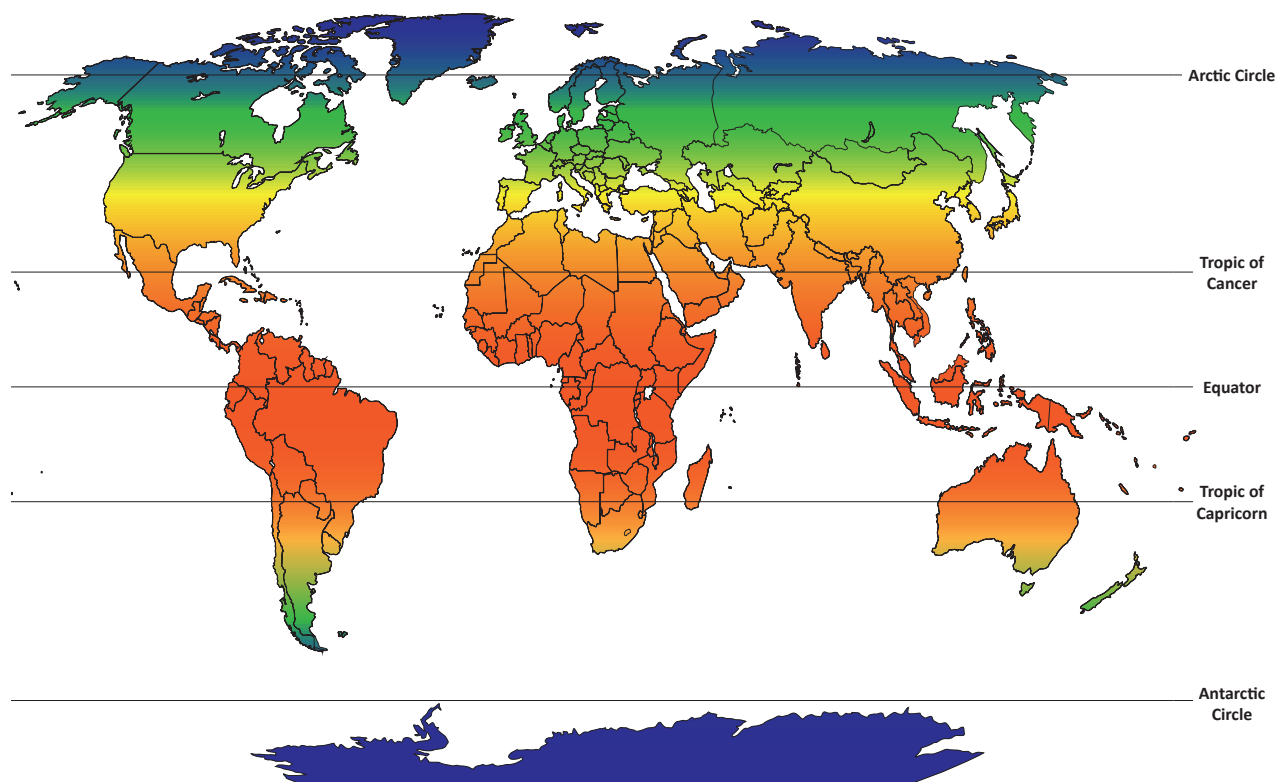 Arctic Circle
Tropic of
Cancer
Equator
Tropic of
Capricorn
Antarctic
Circle